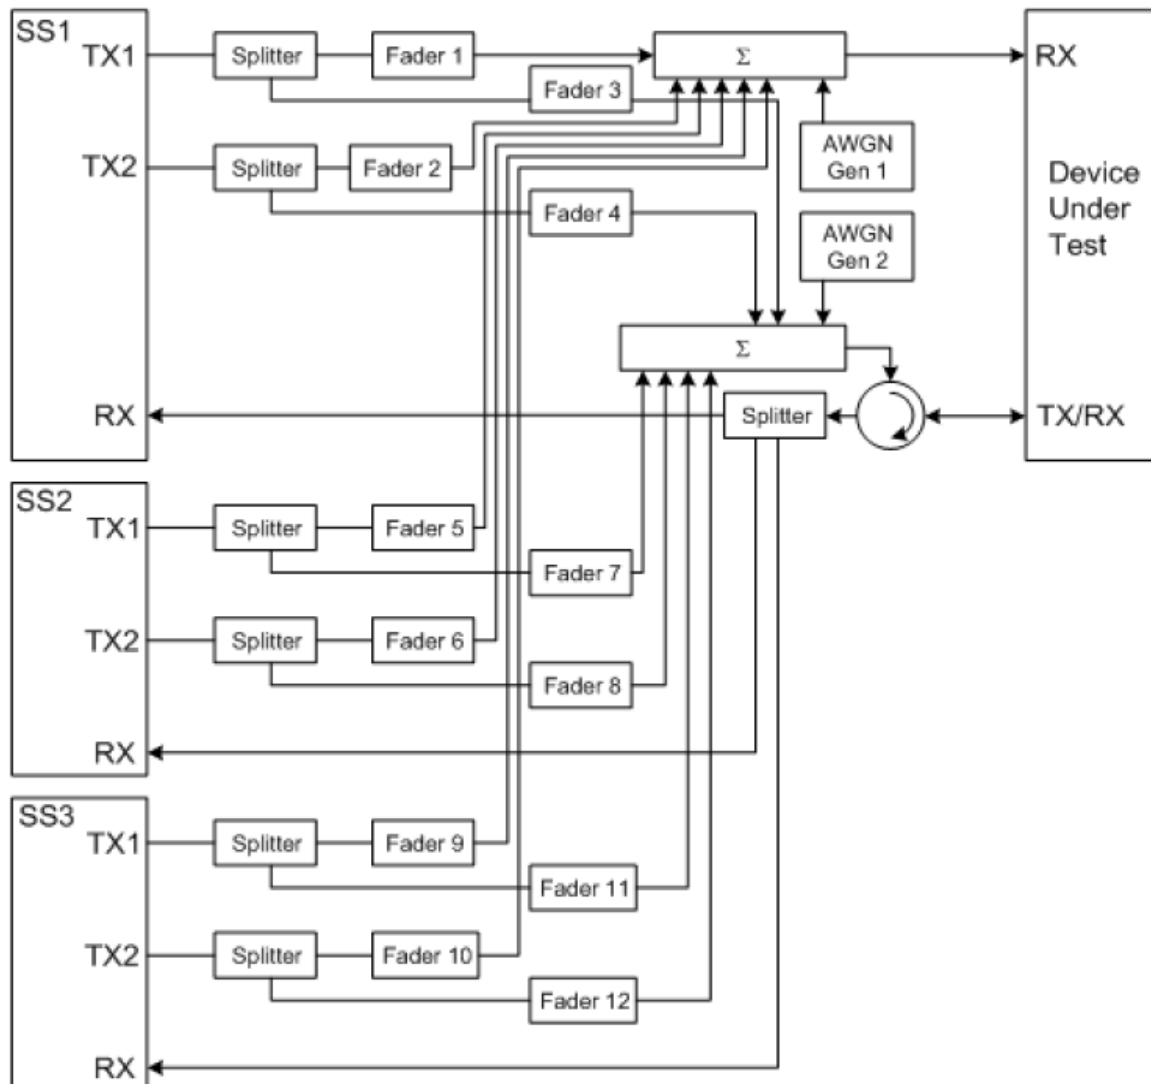 SS1
TX1
Splitter
Fader 1
Σ
RX
Fader 3
TX2
Splitter
Fader 2
AWGN
Gen 1
Device
Under
Test
Fader 4
AWGN
Gen 2
Σ
RX
Splitter
TX/RX
SS2
TX1
Splitter
Fader 5
Fader 7
TX2
Splitter
Fader 6
Fader 8
RX
SS3
TX1
Splitter
Fader 9
Fader 11
TX2
Splitter
Fader 10
Fader 12
RX